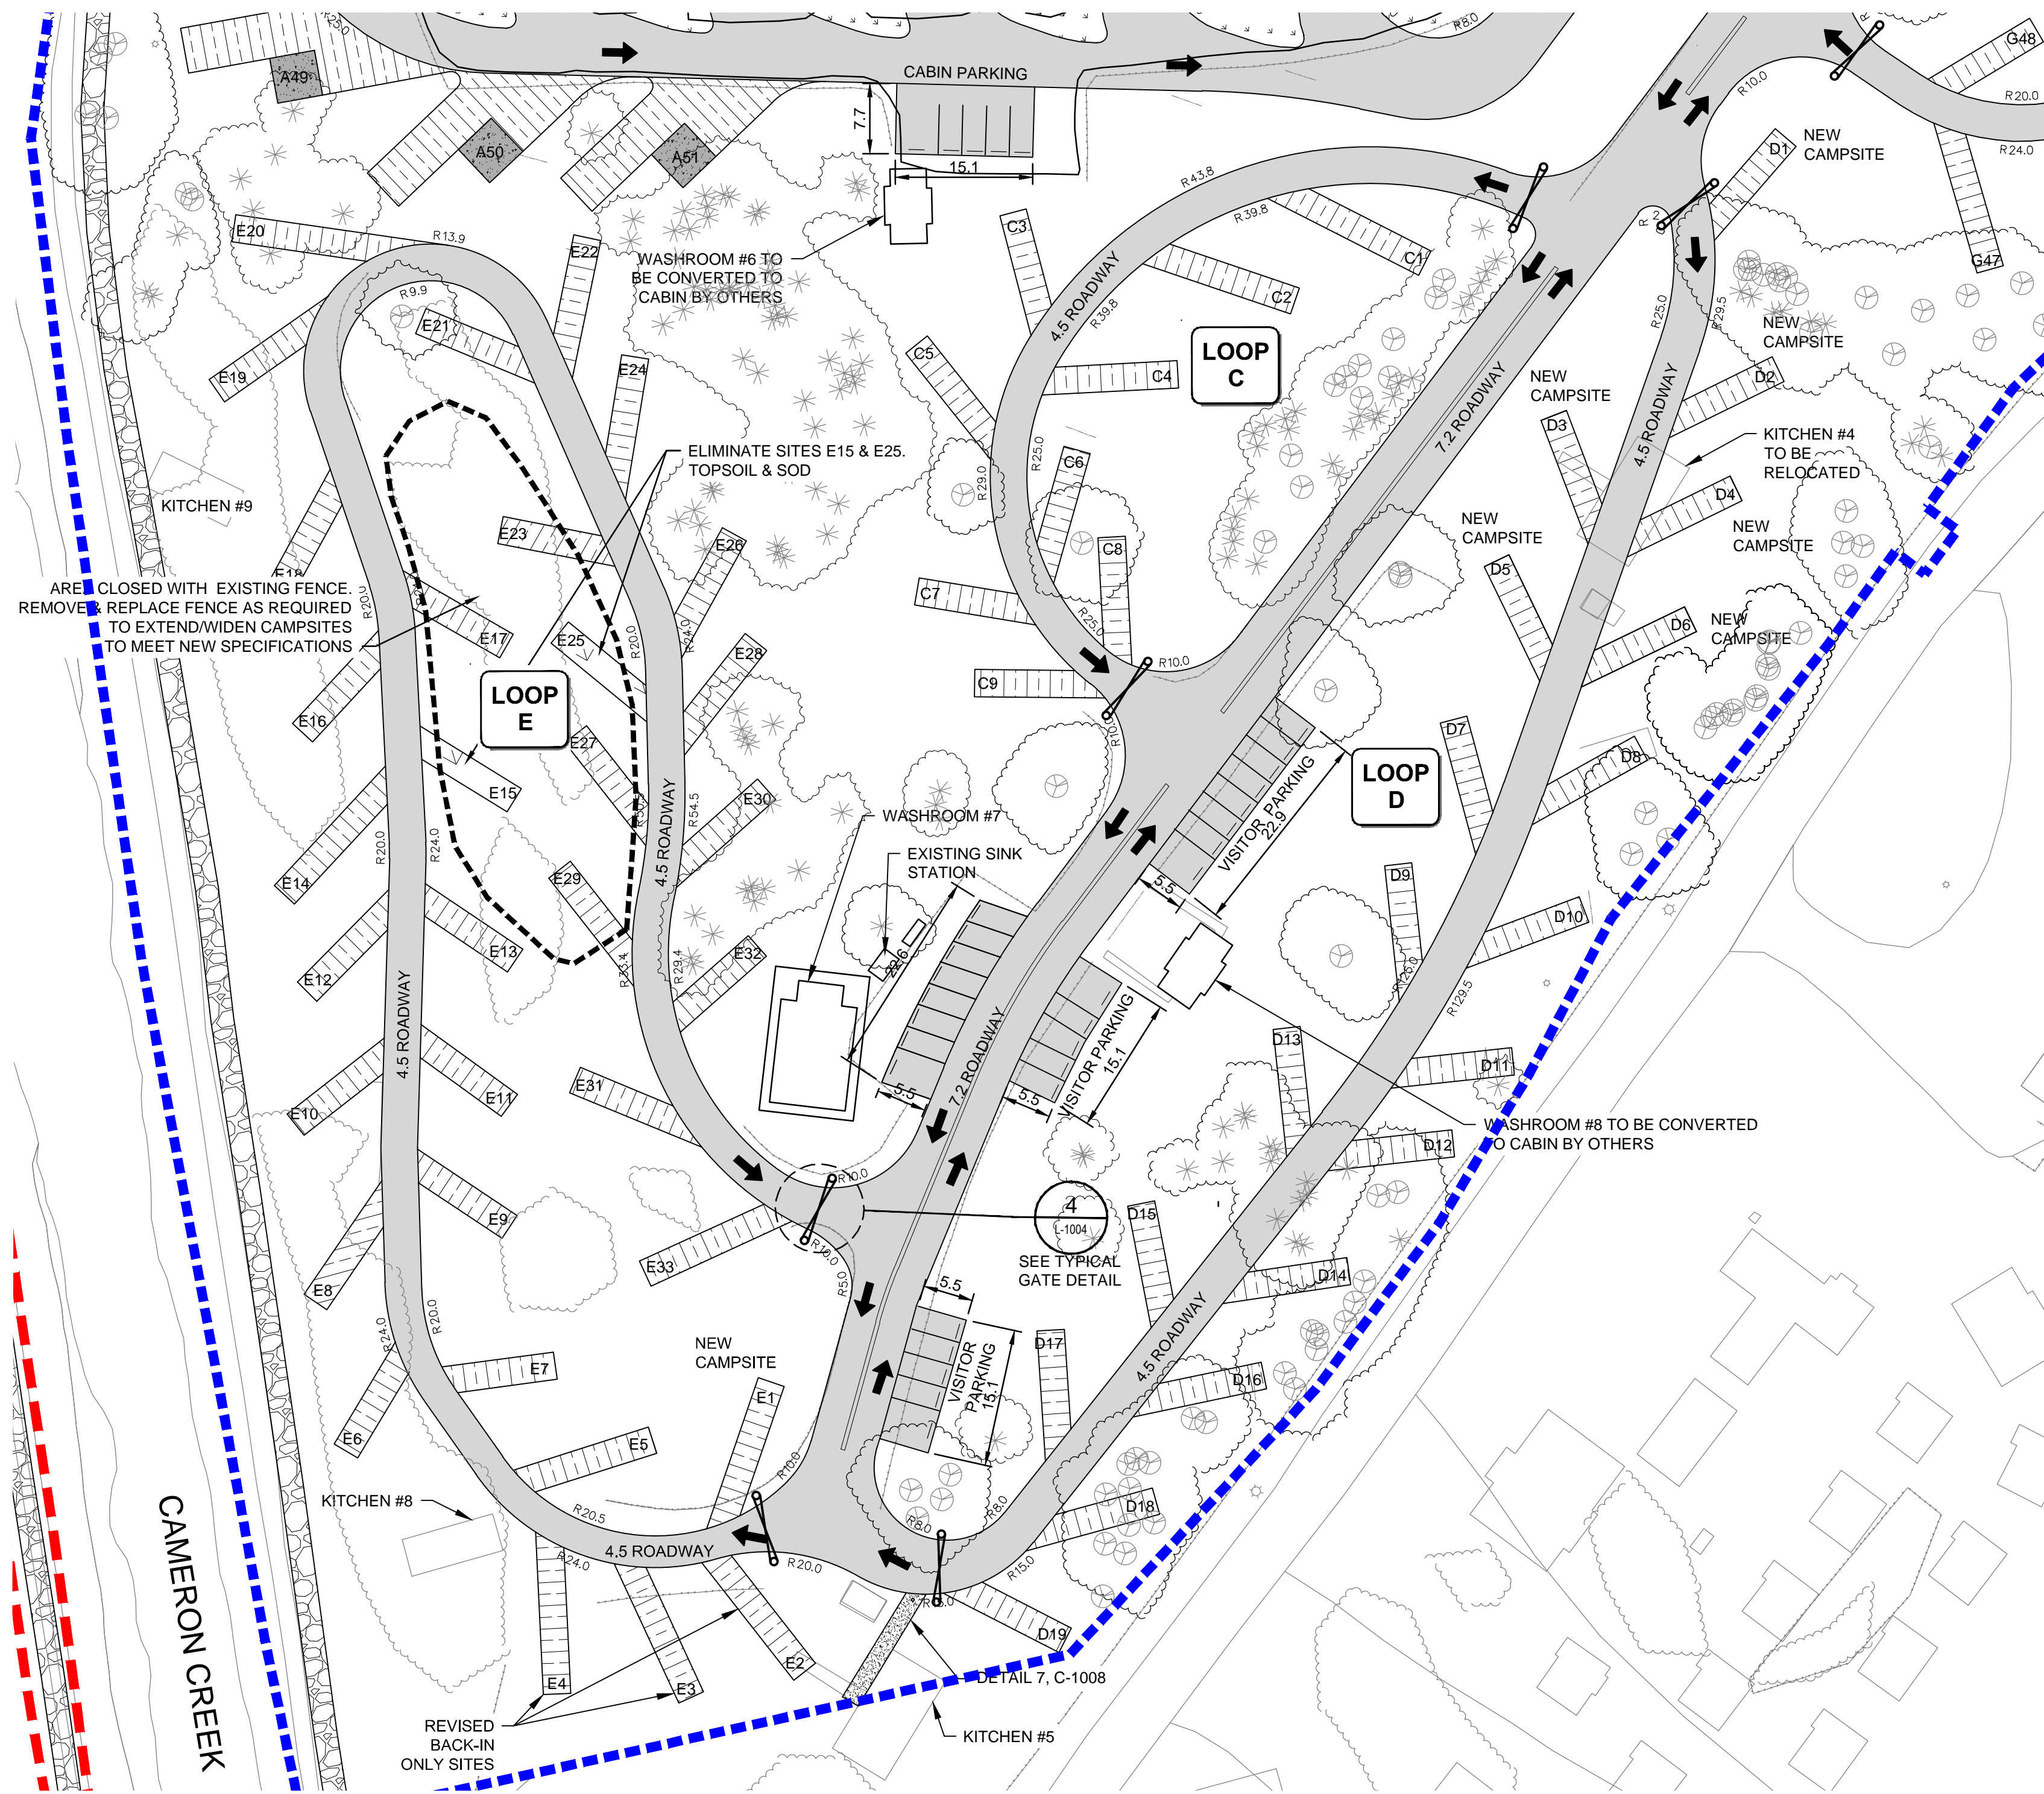 R25.0
R8.0
G48
A49
CABIN PARKING
R10.0
R20.0
7.7
A50
A51
15.1
NEW
CAMPSITE
D1
R24.0
R43.8
R39.8
E20
R13.9
E22
C3
C1
G47
WASHROOM #6 TO
BE CONVERTED TO
CABIN BY OTHERS
4.5 ROADWAY
R39.8
C2
R25.0
R29.5
R9.9
E21
NEW
CAMPSITE
LOOP
C
C5
C4
E19
E24
D2
NEW
CAMPSITE
7.2 ROADWAY
4.5 ROADWAY
D3
KITCHEN #4
TO BE
RELOCATED
ELIMINATE SITES E15 & E25.
TOPSOIL & SOD
R25.0
R29.0
C6
KITCHEN #9
D4
E23
E26
C8
NEW
CAMPSITE
NEW
CAMPSITE
D5
E18
AREA CLOSED WITH EXISTING FENCE.
REMOVE & REPLACE FENCE AS REQUIRED
TO EXTEND/WIDEN CAMPSITES
TO MEET NEW SPECIFICATIONS
R20.0
E17
E25
R20.0
R24.0
C7
R25.0
D6
NEW
CAMPSITE
E28
C9
R10.0
LOOP
E
E16
E27
D7
D8
LOOP
D
VISITOR PARKING
22.9
E15
E30
R54.5
4.5 ROADWAY
WASHROOM #7
R20.0
R24.0
EXISTING SINK
STATION
5.5
E14
E29
D9
D10
E13
E12
R33.4
R29.4
E32
22.6
R129.5
4.5 ROADWAY
7.2 ROADWAY
VISITOR PARKING
15.1
D13
D11
E31
E11
E10
5.5
5.5
WASHROOM #8 TO BE CONVERTED
TO CABIN BY OTHERS
D12
R10.0
E9
4
L-1004
SEE TYPICAL
GATE DETAIL
D15
R10.0
E33
R5.0
E8
5.5
D14
R24.0
R20.0
4.5 ROADWAY
NEW
CAMPSITE
VISITOR
PARKING
15.1
D17
E7
D16
E1
E6
E5
R10.0
KITCHEN #8
R20.5
D18
R8.0
R8.0
4.5 ROADWAY
R24.0
R20.0
R15.0
CAMERON CREEK
D19
E2
E4
E3
DETAIL 7, C-1008
REVISED
BACK-IN
ONLY SITES
KITCHEN #5